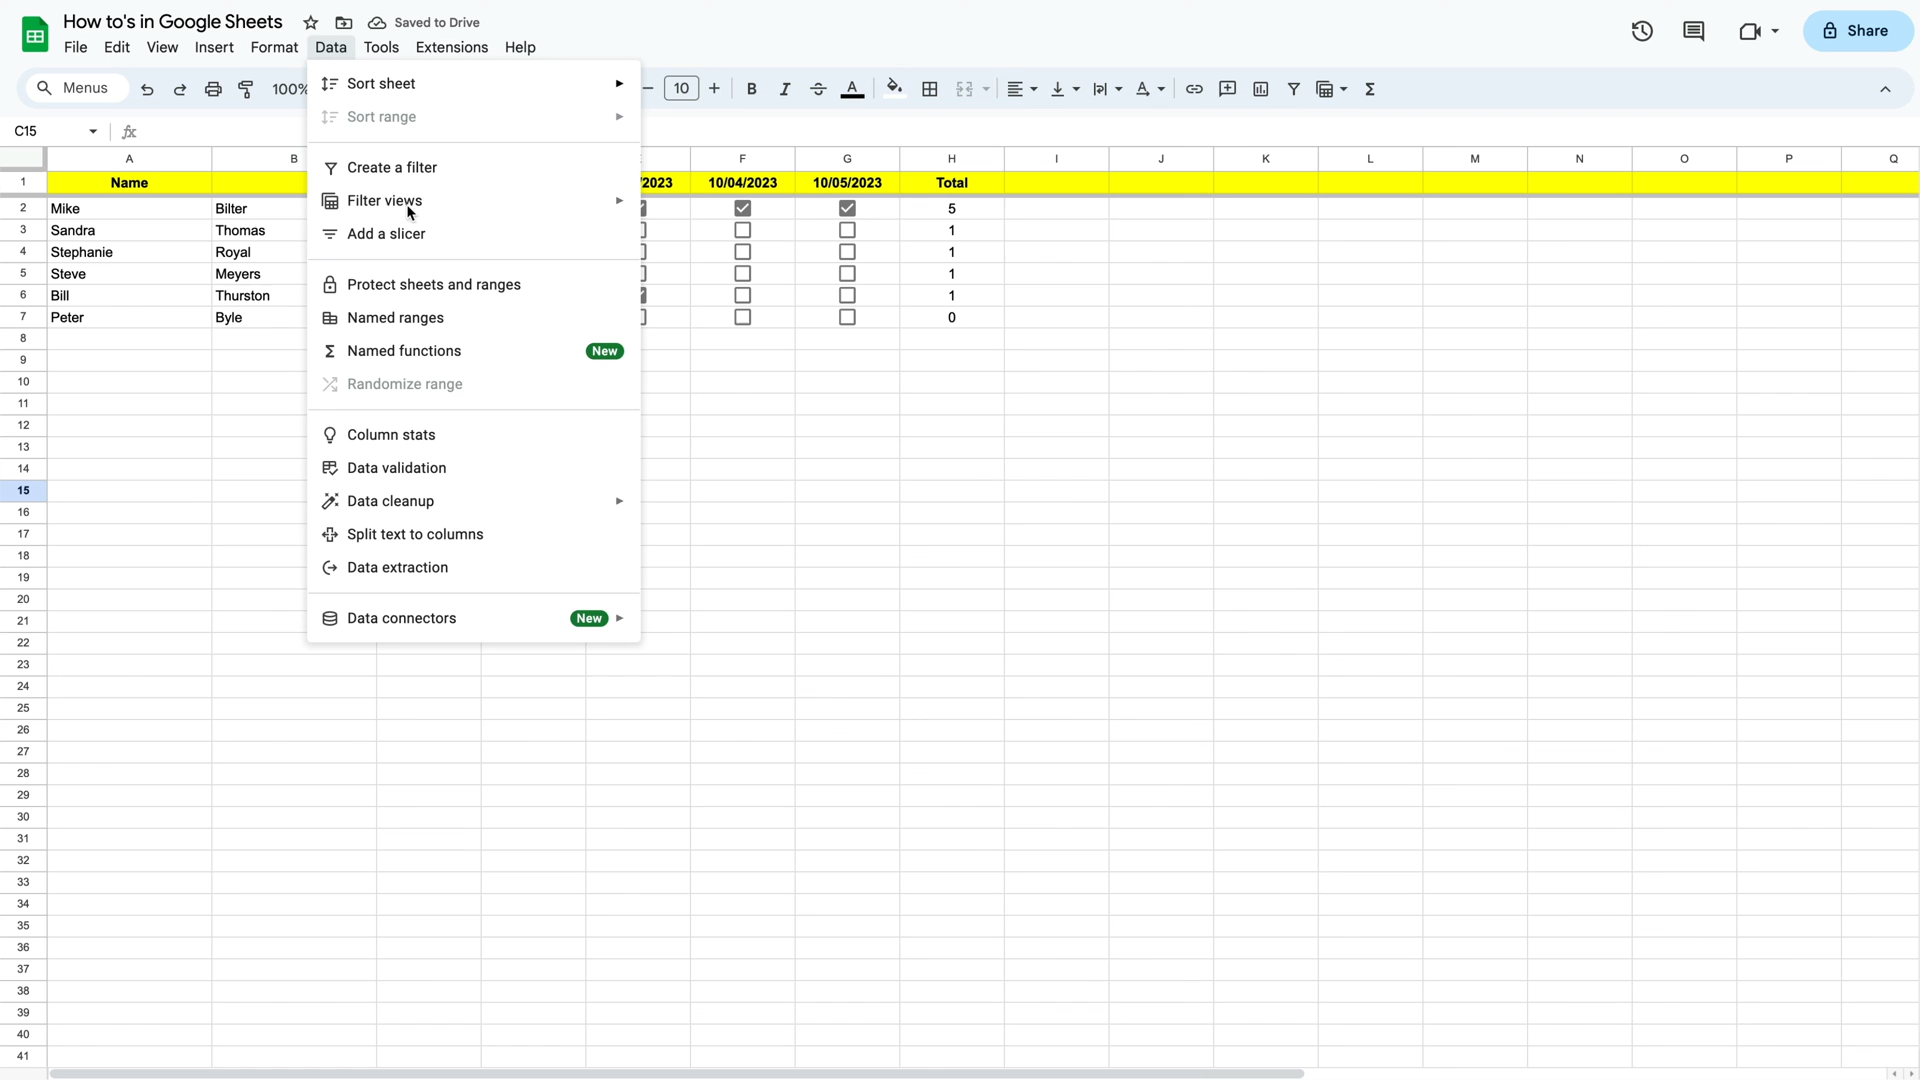 How to's in Google Sheets Saved to Drive
File Edit View Insert Format Data Tools Extensions Help
Share
Menus 100% 10
C15
Sort sheet
Sort range
Create a filter
Filter views
Add a slicer
Protect sheets and ranges
Named ranges
Named functions New
Randomize range
Column stats
Data validation
Data cleanup
Split text to columns
Data extraction
Data connectors New
A B F G H I J K L M N O P Q
1 Name /2023 10/04/2023 10/05/2023 Total
2 Mike Bilter 5
3 Sandra Thomas 1
4 Stephanie Royal 1
5 Steve Meyers 1
6 Bill Thurston 1
7 Peter Byle 0
8
9
10
11
12
13
14
15
16
17
18
19
20
21
22
23
24
25
26
27
28
29
30
31
32
33
34
35
36
37
38
39
40
41